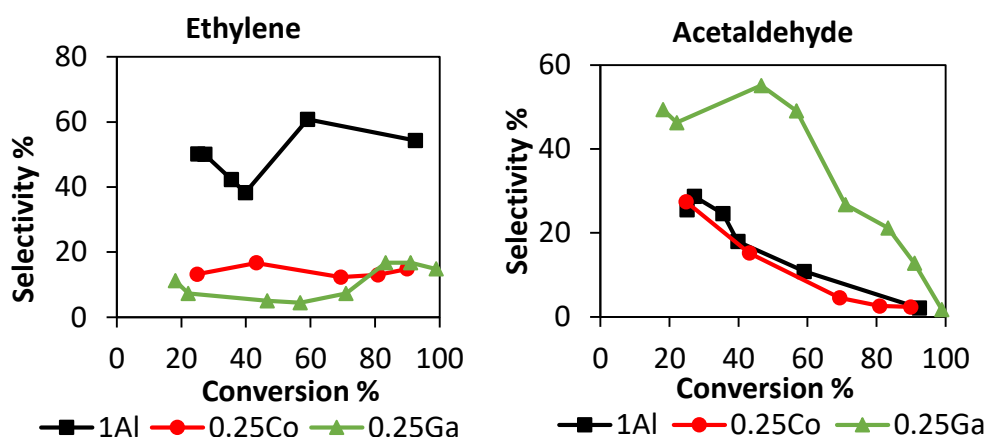 Ethylene
80
60
40
20
0
Selectivity %
0 20 40 60 80 100
Conversion %
1Al 0.25Co 0.25Ga
Acetaldehyde
60
40
20
0
Selectivity %
0 20 40 60 80 100
Conversion %
1Al 0.25Co 0.25Ga